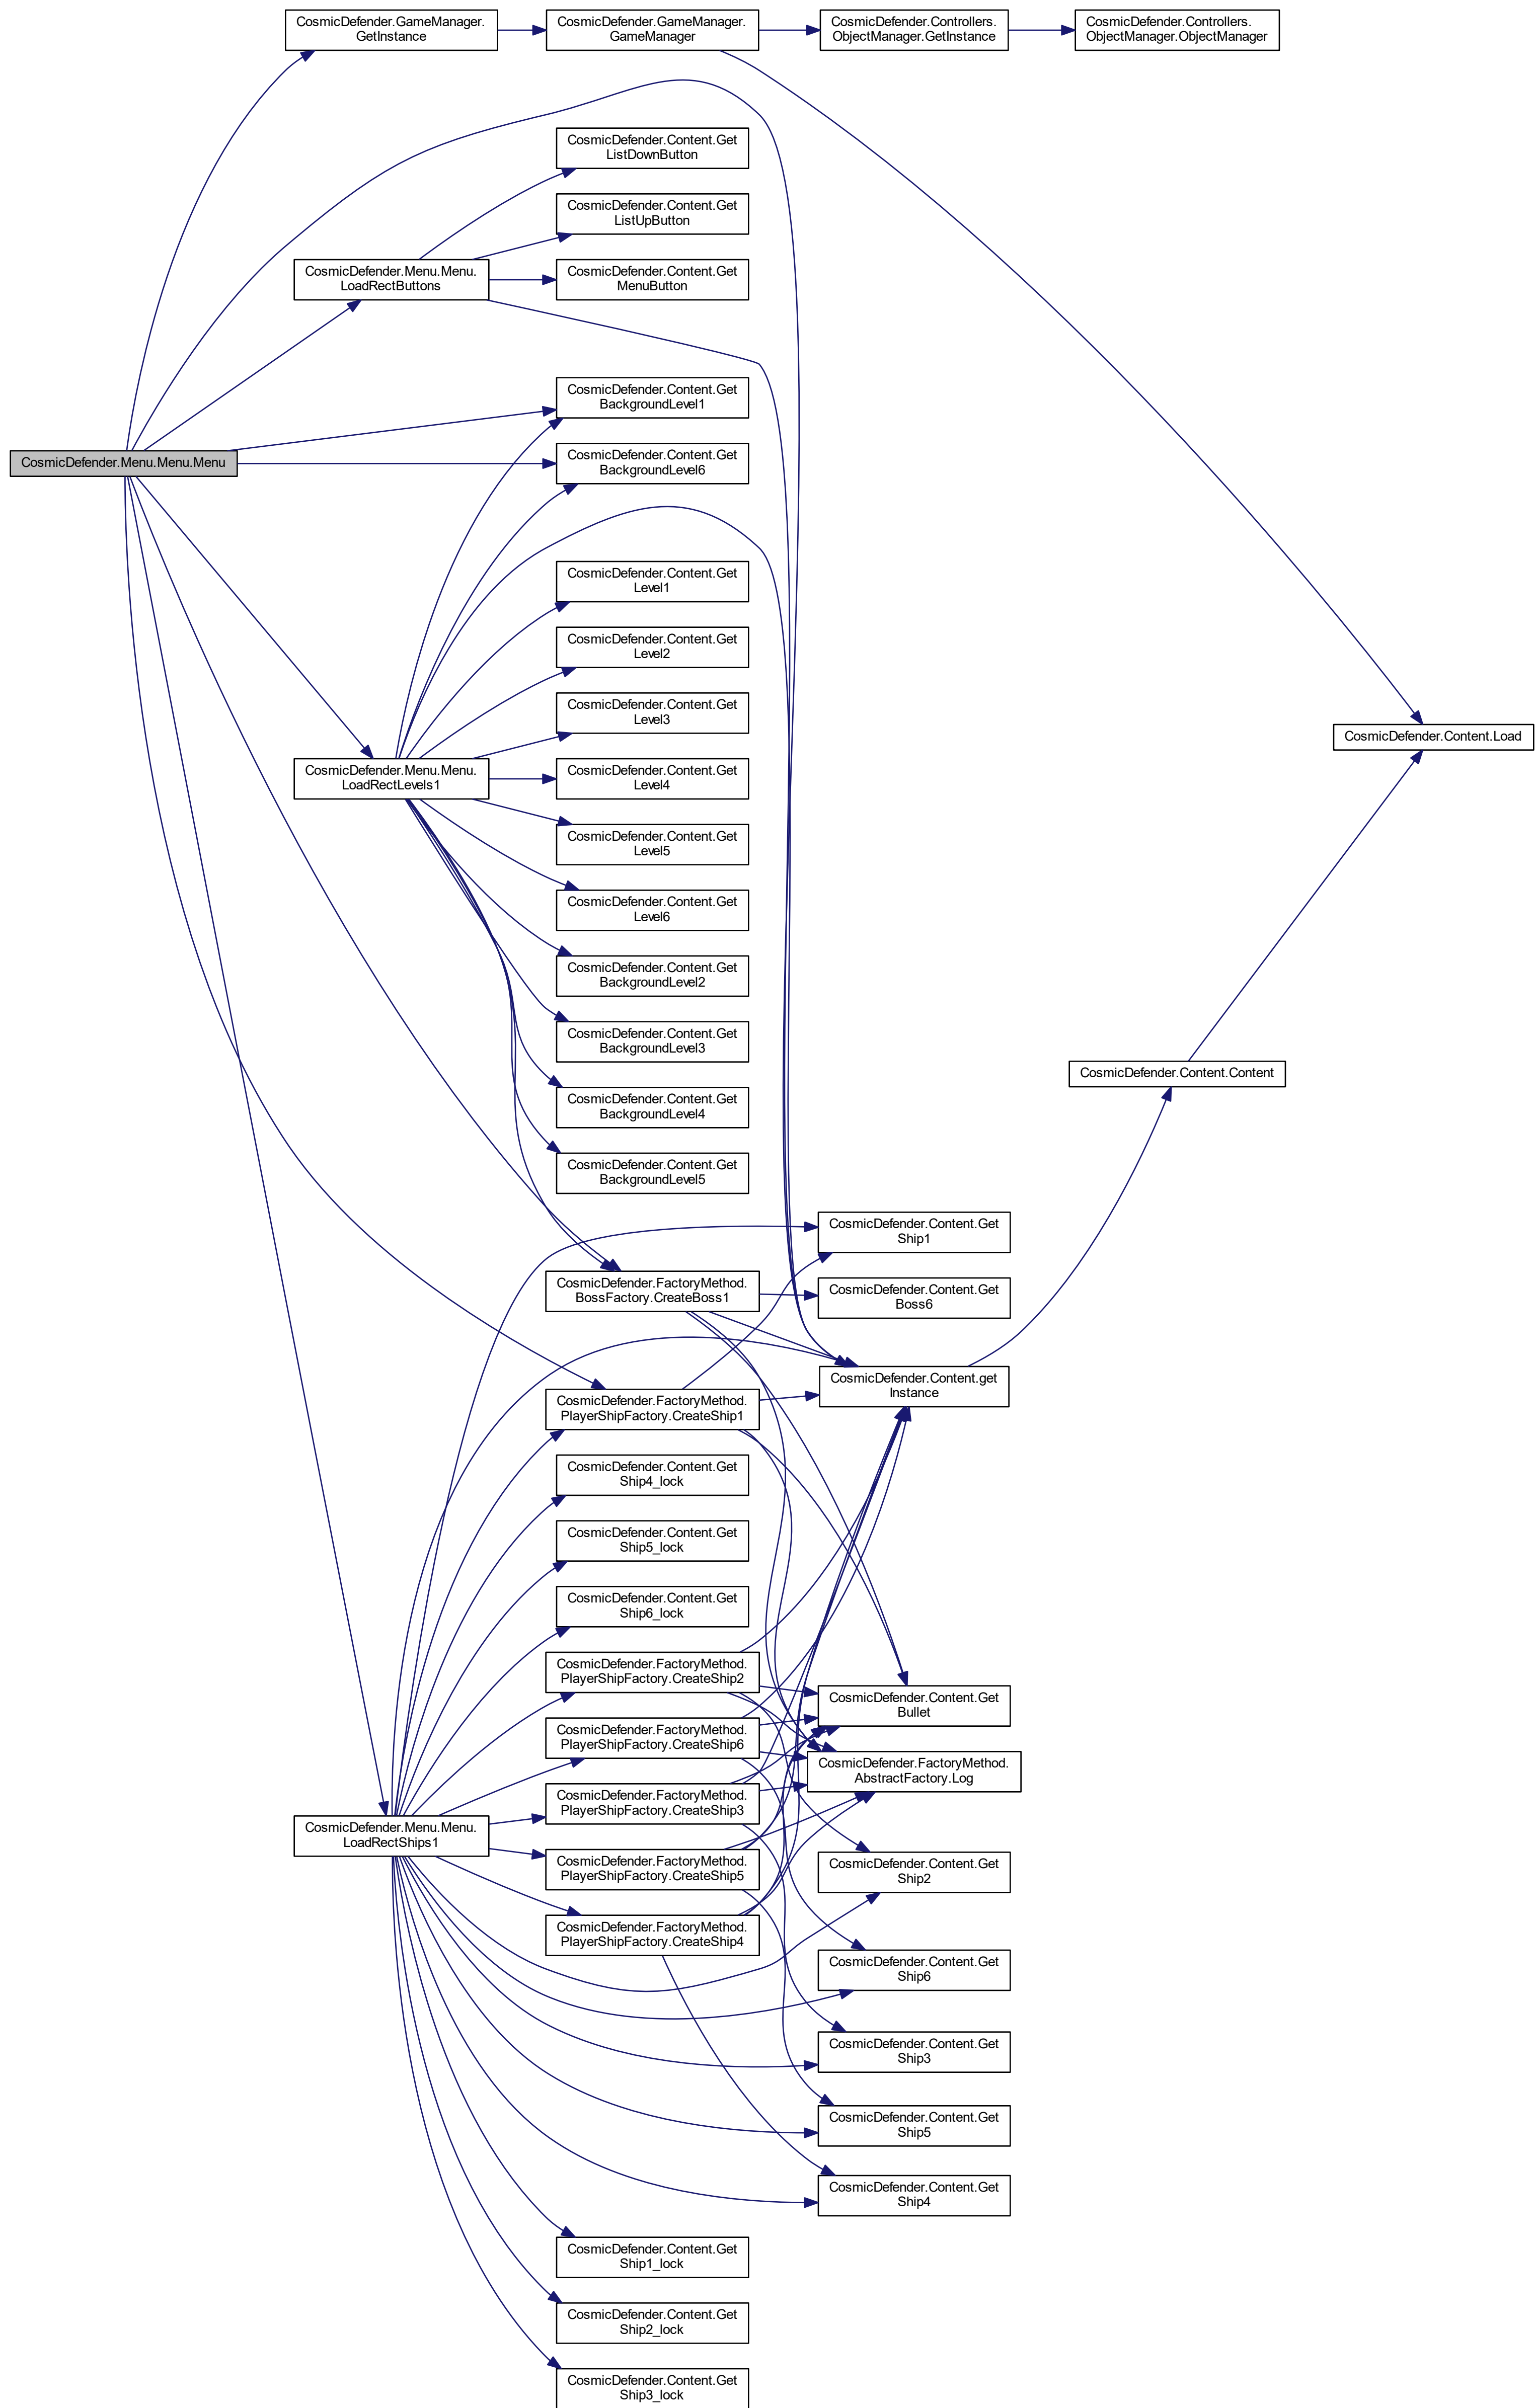 CosmicDefender.GameManager.
GetInstance
CosmicDefender.GameManager.
GameManager
CosmicDefender.Controllers.
ObjectManager.GetInstance
CosmicDefender.Controllers.
ObjectManager.ObjectManager
CosmicDefender.Content.Get
ListDownButton
CosmicDefender.Content.Get
ListUpButton
CosmicDefender.Menu.Menu.
LoadRectButtons
CosmicDefender.Content.Get
MenuButton
CosmicDefender.Content.Get
BackgroundLevel1
CosmicDefender.Menu.Menu.Menu
CosmicDefender.Content.Get
BackgroundLevel6
CosmicDefender.Content.Get
Level1
CosmicDefender.Content.Get
Level2
CosmicDefender.Content.Get
Level3
CosmicDefender.Content.Load
CosmicDefender.Menu.Menu.
LoadRectLevels1
CosmicDefender.Content.Get
Level4
CosmicDefender.Content.Get
Level5
CosmicDefender.Content.Get
Level6
CosmicDefender.Content.Get
BackgroundLevel2
CosmicDefender.Content.Get
BackgroundLevel3
CosmicDefender.Content.Content
CosmicDefender.Content.Get
BackgroundLevel4
CosmicDefender.Content.Get
BackgroundLevel5
CosmicDefender.Content.Get
Ship1
CosmicDefender.FactoryMethod.
BossFactory.CreateBoss1
CosmicDefender.Content.Get
Boss6
CosmicDefender.Content.get
Instance
CosmicDefender.FactoryMethod.
PlayerShipFactory.CreateShip1
CosmicDefender.Content.Get
Ship4_lock
CosmicDefender.Content.Get
Ship5_lock
CosmicDefender.Content.Get
Ship6_lock
CosmicDefender.FactoryMethod.
PlayerShipFactory.CreateShip2
CosmicDefender.Content.Get
Bullet
CosmicDefender.FactoryMethod.
PlayerShipFactory.CreateShip6
CosmicDefender.FactoryMethod.
AbstractFactory.Log
CosmicDefender.FactoryMethod.
PlayerShipFactory.CreateShip3
CosmicDefender.Menu.Menu.
LoadRectShips1
CosmicDefender.FactoryMethod.
PlayerShipFactory.CreateShip5
CosmicDefender.Content.Get
Ship2
CosmicDefender.FactoryMethod.
PlayerShipFactory.CreateShip4
CosmicDefender.Content.Get
Ship6
CosmicDefender.Content.Get
Ship3
CosmicDefender.Content.Get
Ship5
CosmicDefender.Content.Get
Ship4
CosmicDefender.Content.Get
Ship1_lock
CosmicDefender.Content.Get
Ship2_lock
CosmicDefender.Content.Get
Ship3_lock